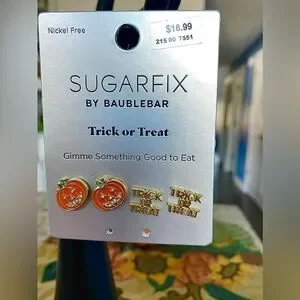 Nickel Free
$16.99
215 00 7551
SUGARFIX
BY BAUBLEBAR
Trick or Treat
Gimme Something Good to Eat
TRICK OR TREAT
TRICK OR TREAT